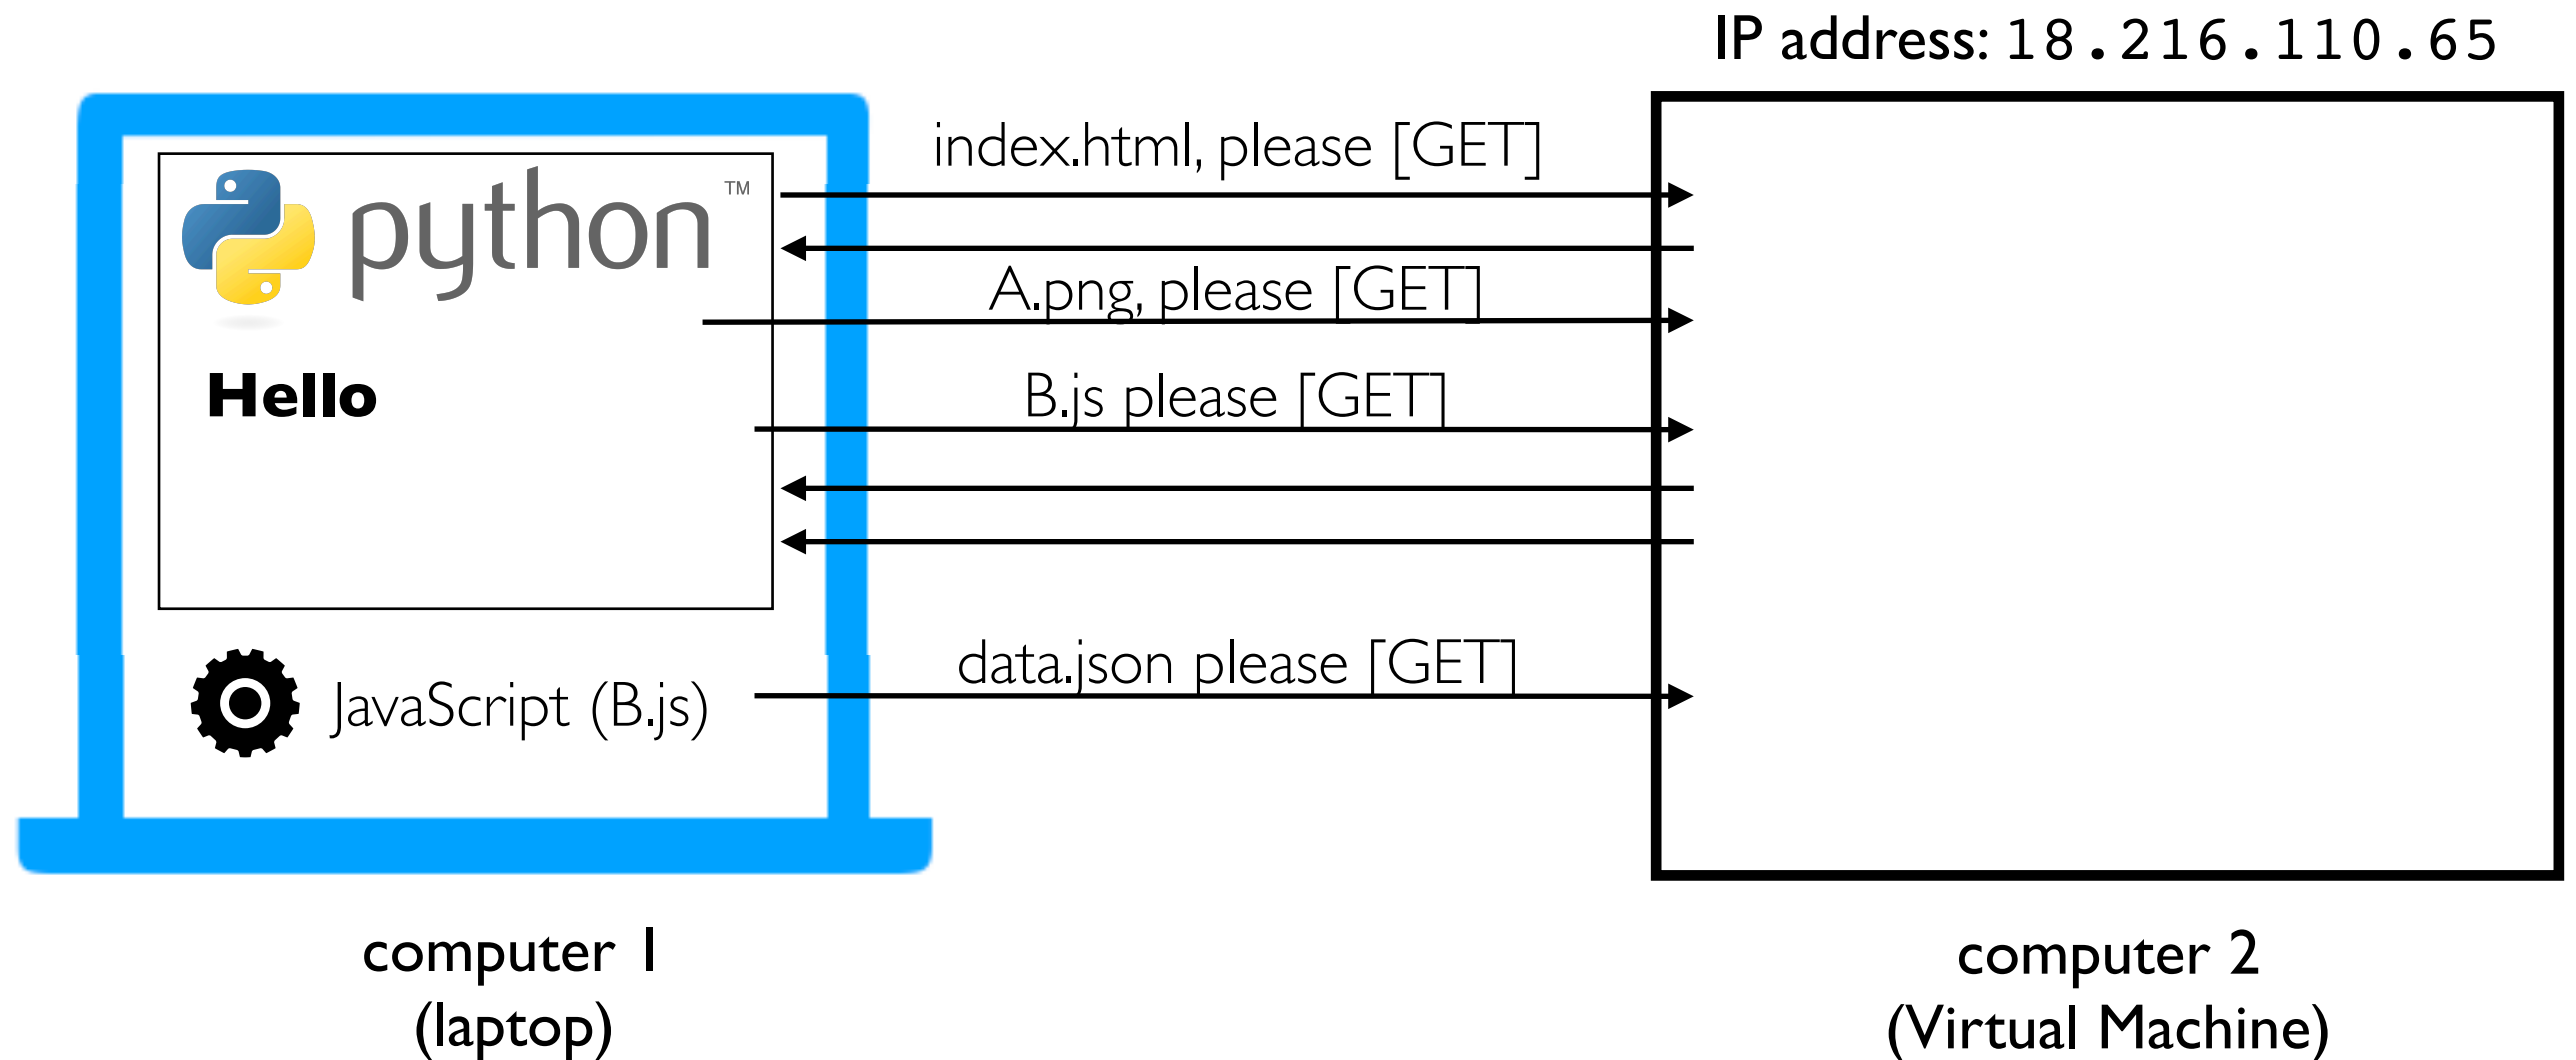 IP address: 18.216.110.65
index.html, please [GET]
python™
A.png, please [GET]
Hello
B.js please [GET]
data.json please [GET]
JavaScript (B.js)
computer 1
(laptop)
computer 2
(Virtual Machine)